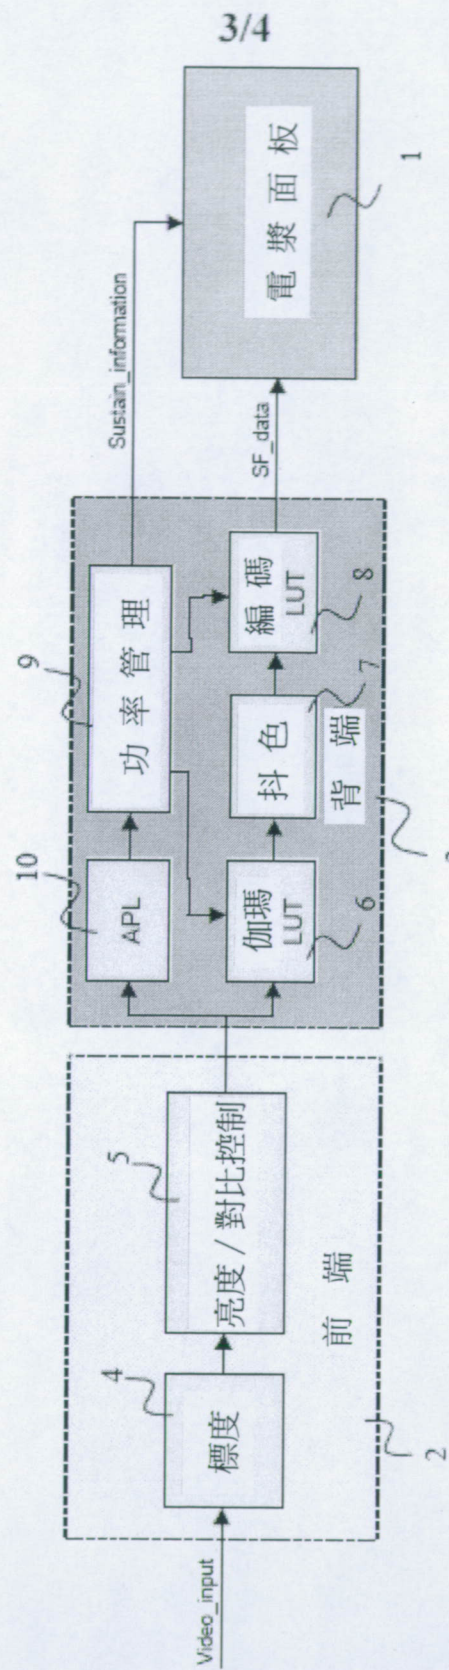 3/4
Video_input
標度
4
亮度/對比控制
5
前端
2
APL
10
功率管理
9
伽瑪
LUT
6
抖色
7
編碼
LUT
8
背端
Sustain_information
SF_data
電漿面板
1